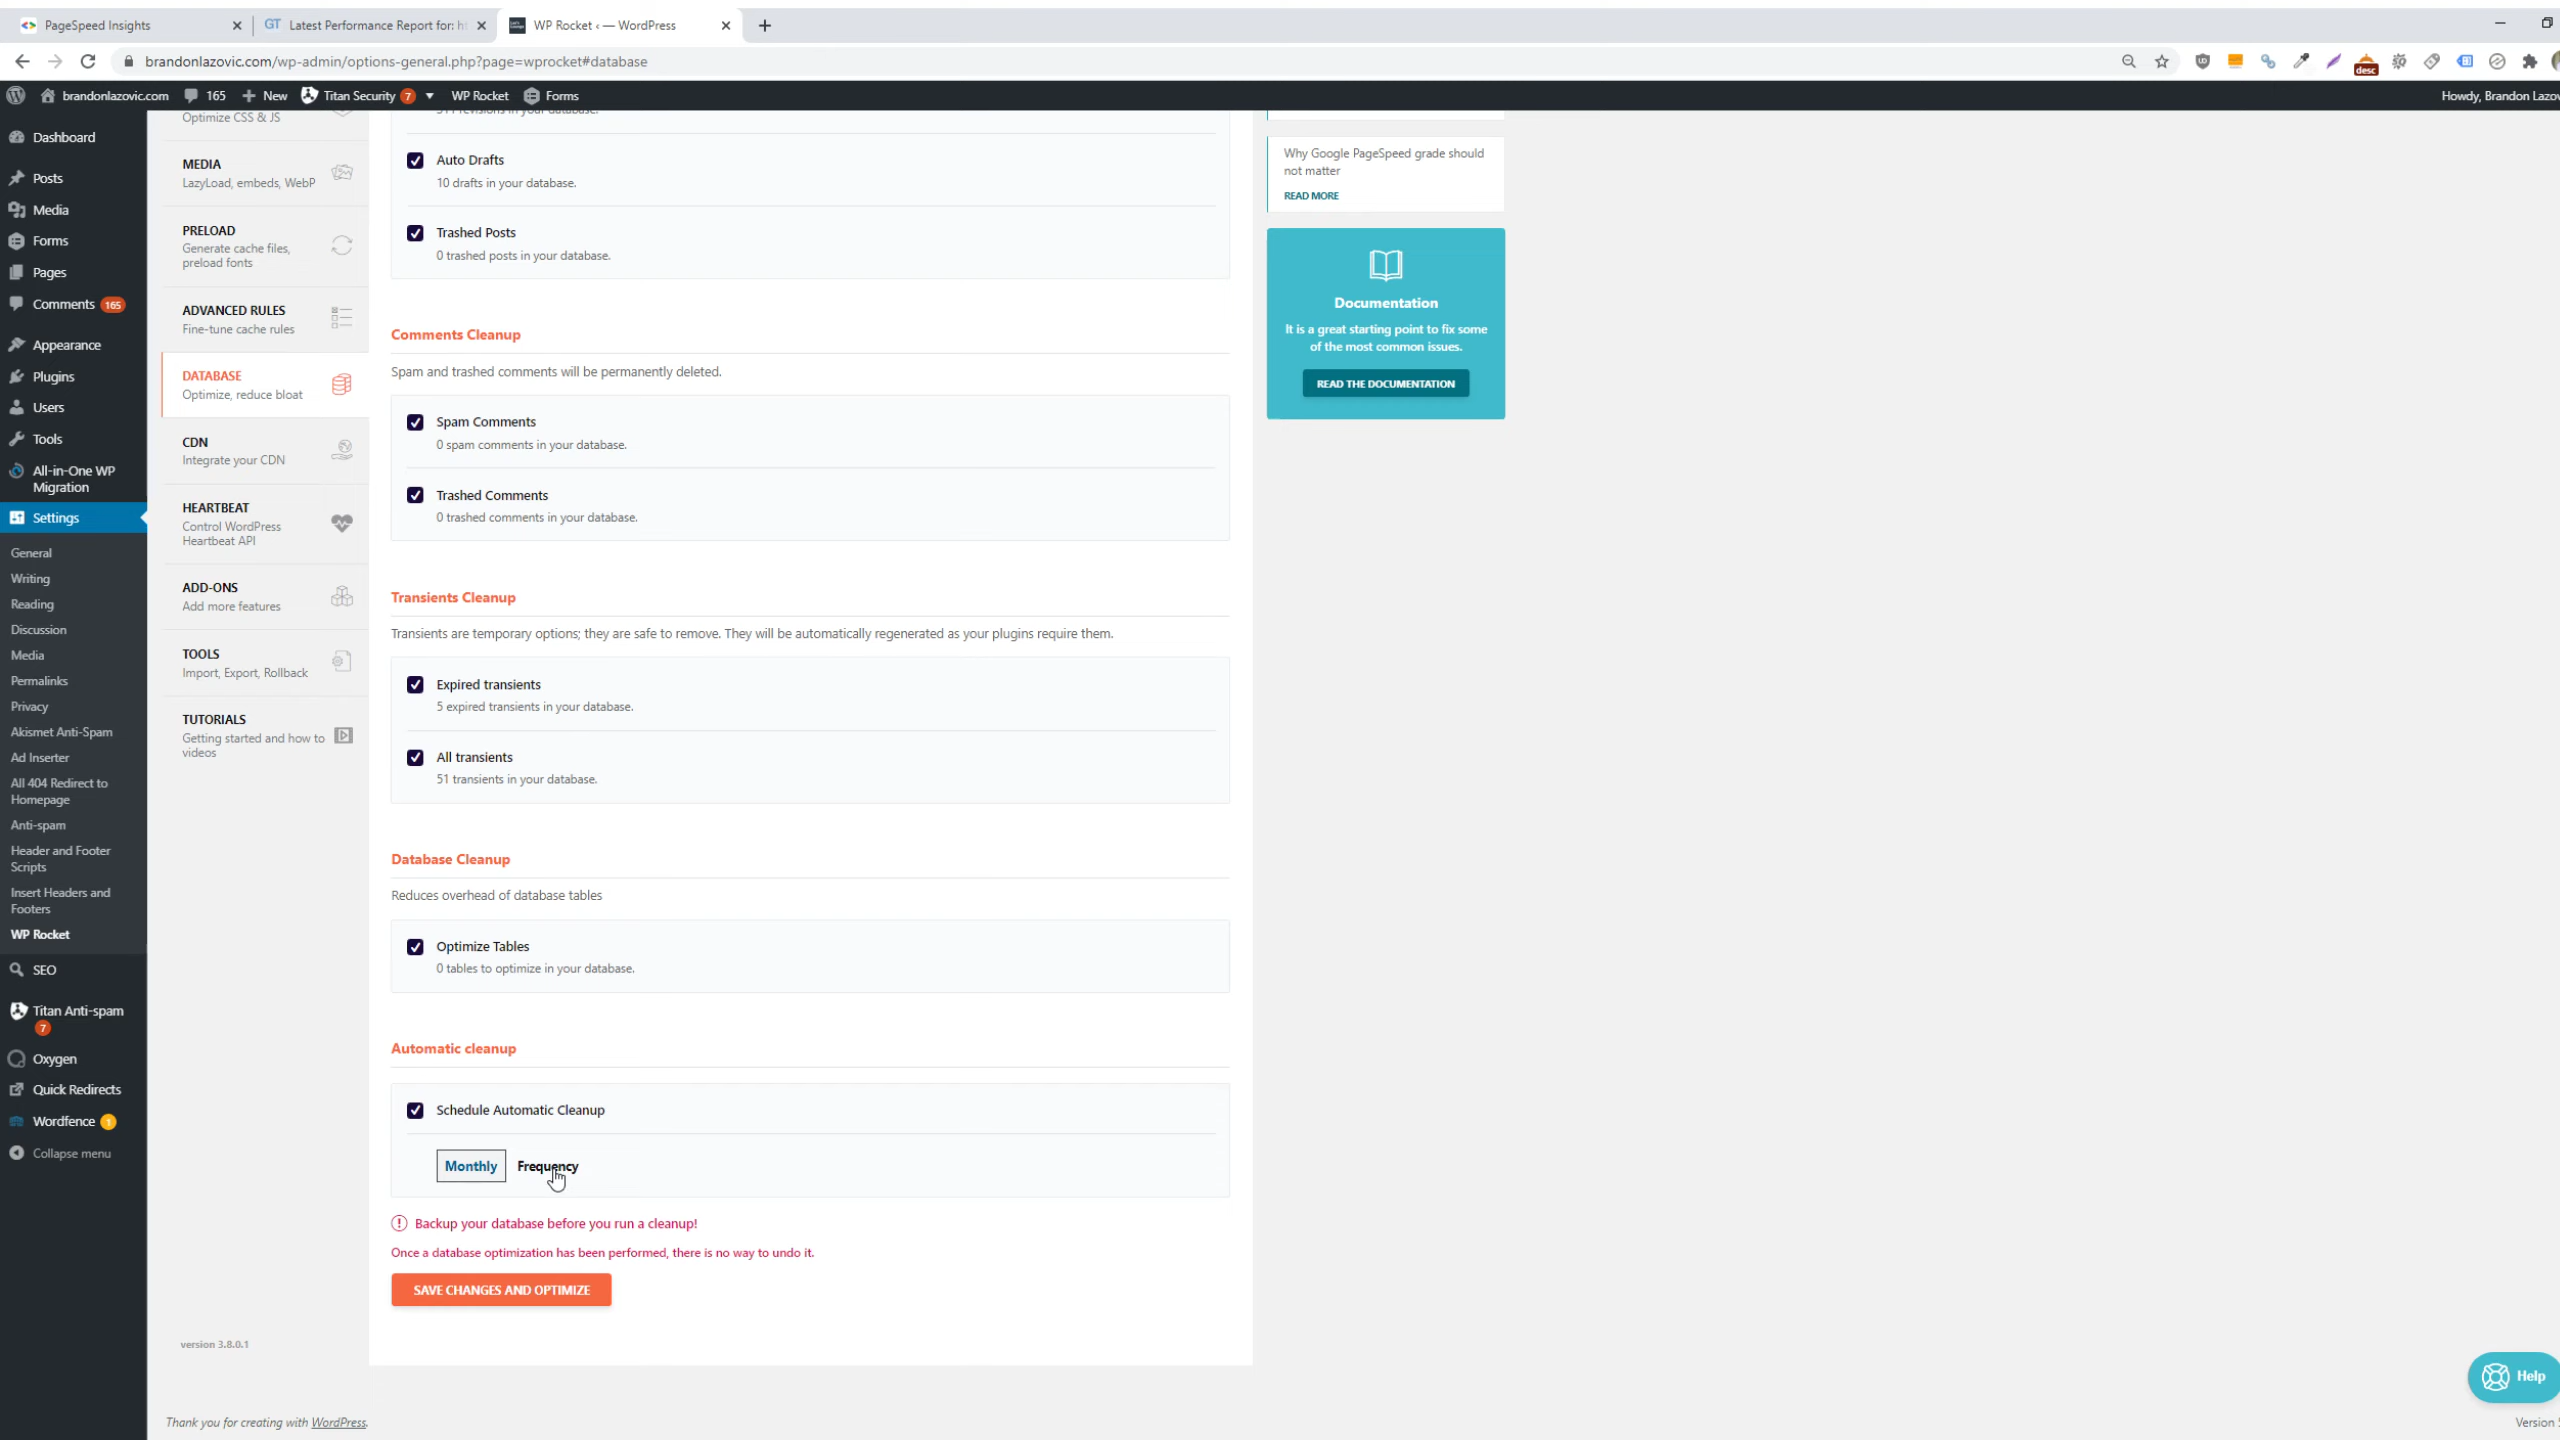 PageSpeed Insights
GT Latest Performance Report for: h
WP Rocket ‹ — WordPress
brandonlazovic.com/wp-admin/options-general.php?page=wprocket#database
desc
brandonlazovic.com
165
New
Titan Security 7
WP Rocket
Forms
Howdy, Brandon Lazov
Dashboard
Posts
Media
Forms
Pages
Comments 165
Appearance
Plugins
Users
Tools
All-in-One WP
Migration
Settings
General
Writing
Reading
Discussion
Media
Permalinks
Privacy
Akismet Anti-Spam
Ad Inserter
All 404 Redirect to
Homepage
Anti-spam
Header and Footer
Scripts
Insert Headers and
Footers
WP Rocket
SEO
Titan Anti-spam
7
Oxygen
Quick Redirects
Wordfence 1
Collapse menu
Optimize CSS & JS
MEDIA
LazyLoad, embeds, WebP
PRELOAD
Generate cache files,
preload fonts
ADVANCED RULES
Fine-tune cache rules
DATABASE
Optimize, reduce bloat
CDN
Integrate your CDN
HEARTBEAT
Control WordPress
Heartbeat API
ADD-ONS
Add more features
TOOLS
Import, Export, Rollback
TUTORIALS
Getting started and how to
videos
version 3.8.0.1
revisions in your database.
Auto Drafts
10 drafts in your database.
Trashed Posts
0 trashed posts in your database.
Comments Cleanup
Spam and trashed comments will be permanently deleted.
Spam Comments
0 spam comments in your database.
Trashed Comments
0 trashed comments in your database.
Transients Cleanup
Transients are temporary options; they are safe to remove. They will be automatically regenerated as your plugins require them.
Expired transients
5 expired transients in your database.
All transients
51 transients in your database.
Database Cleanup
Reduces overhead of database tables
Optimize Tables
0 tables to optimize in your database.
Automatic cleanup
Schedule Automatic Cleanup
Monthly Frequency
Backup your database before you run a cleanup!
Once a database optimization has been performed, there is no way to undo it.
SAVE CHANGES AND OPTIMIZE
Why Google PageSpeed grade should
not matter
READ MORE
Documentation
It is a great starting point to fix some
of the most common issues.
READ THE DOCUMENTATION
Help
Thank you for creating with WordPress.
Version